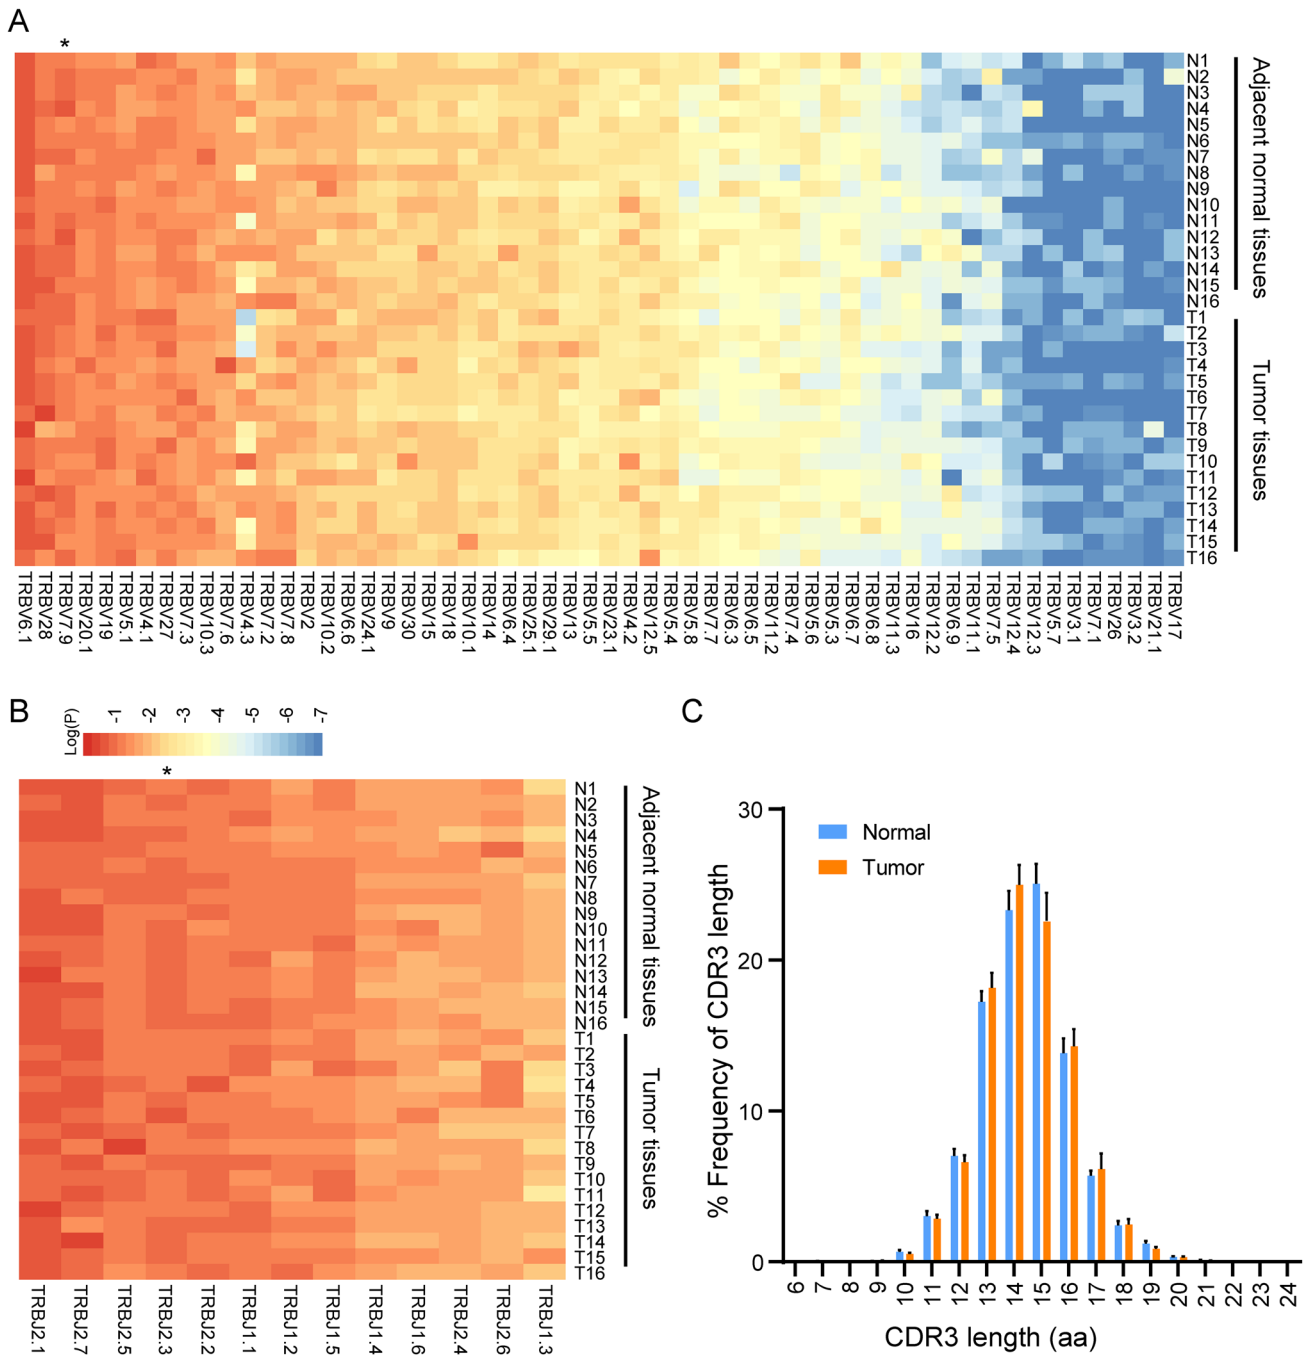 A
*
N1
N2
N3
N4
N5
N6
N7
N8
N9
N10
N11
N12
N13
N14
N15
N16
T1
T2
T3
T4
T5
T6
T7
T8
T9
T10
T11
T12
T13
T14
T15
T16
Adjacent normal tissues
Tumor tissues
TRBV6.1
TRBV28
TRBV7.9
TRBV20.1
TRBV19
TRBV5.1
TRBV4.1
TRBV27
TRBV7.3
TRBV10.3
TRBV7.6
TRBV4.3
TRBV7.2
TRBV7.8
TRBV2
TRBV10.2
TRBV6.6
TRBV24.1
TRBV9
TRBV30
TRBV15
TRBV18
TRBV10.1
TRBV14
TRBV6.4
TRBV25.1
TRBV29.1
TRBV13
TRBV5.5
TRBV23.1
TRBV4.2
TRBV12.5
TRBV5.4
TRBV5.8
TRBV7.7
TRBV6.3
TRBV6.5
TRBV11.2
TRBV7.4
TRBV5.6
TRBV5.3
TRBV6.7
TRBV6.8
TRBV11.3
TRBV16
TRBV12.2
TRBV6.9
TRBV11.1
TRBV7.5
TRBV12.4
TRBV12.3
TRBV5.7
TRBV3.1
TRBV7.1
TRBV26
TRBV3.2
TRBV21.1
TRBV17
B
Log(P)
-1
-2
-3
-4
-5
-6
-7
*
N1
N2
N3
N4
N5
N6
N7
N8
N9
N10
N11
N12
N13
N14
N15
N16
T1
T2
T3
T4
T5
T6
T7
T8
T9
T10
T11
T12
T13
T14
T15
T16
Adjacent normal tissues
Tumor tissues
TRBJ2.1
TRBJ2.7
TRBJ2.5
TRBJ2.3
TRBJ2.2
TRBJ1.1
TRBJ1.2
TRBJ1.5
TRBJ1.4
TRBJ1.6
TRBJ2.4
TRBJ2.6
TRBJ1.3
C
Normal
Tumor
% Frequency of CDR3 length
30
20
10
0
6
7
8
9
10
11
12
13
14
15
16
17
18
19
20
21
22
23
24
CDR3 length (aa)